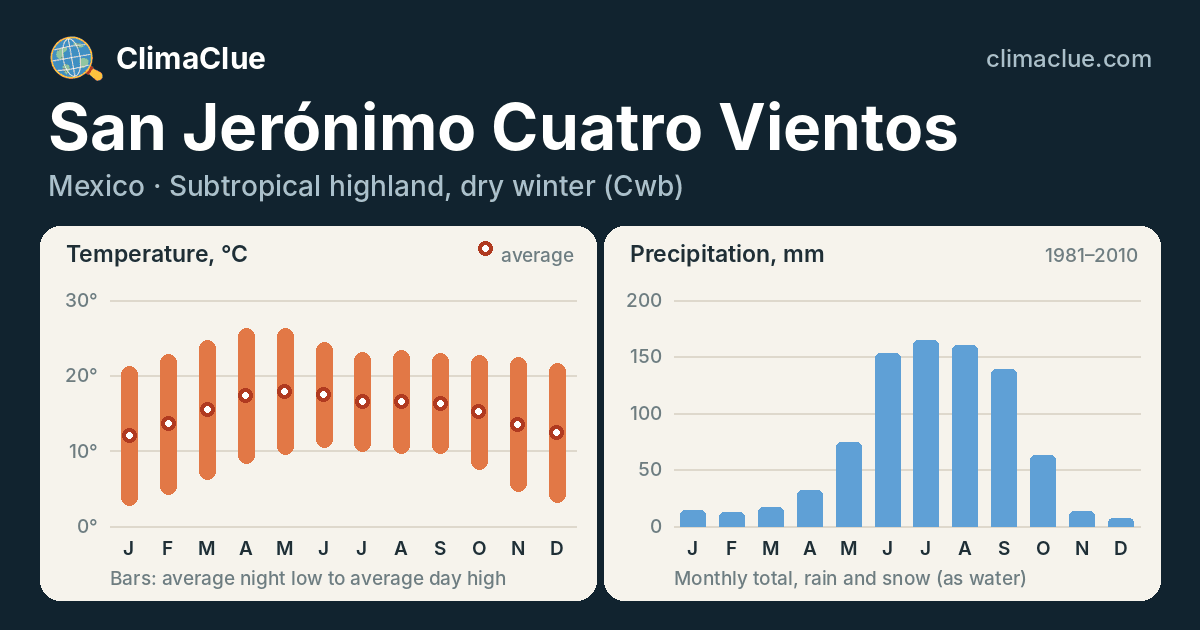 ClimaClue
climaclue.com
San Jerónimo Cuatro Vientos
Mexico · Subtropical highland, dry winter (Cwb)
Temperature, °C
average
30°
20°
10°
0°
J F M A M J J A S O N D
Bars: average night low to average day high
Precipitation, mm
1981–2010
200
150
100
50
0
J F M A M J J A S O N D
Monthly total, rain and snow (as water)